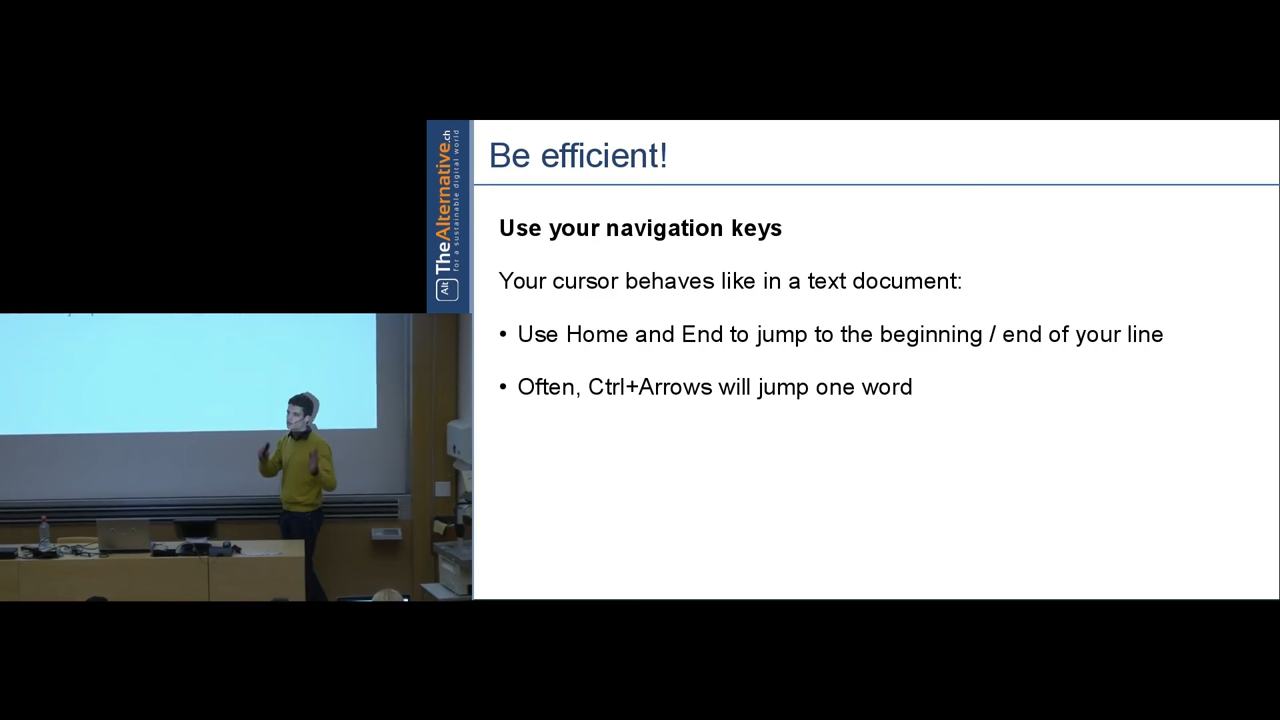 Alt TheAlternative.ch
for a sustainable digital world
Be efficient!
Use your navigation keys
Your cursor behaves like in a text document:
• Use Home and End to jump to the beginning / end of your line
• Often, Ctrl+Arrows will jump one word